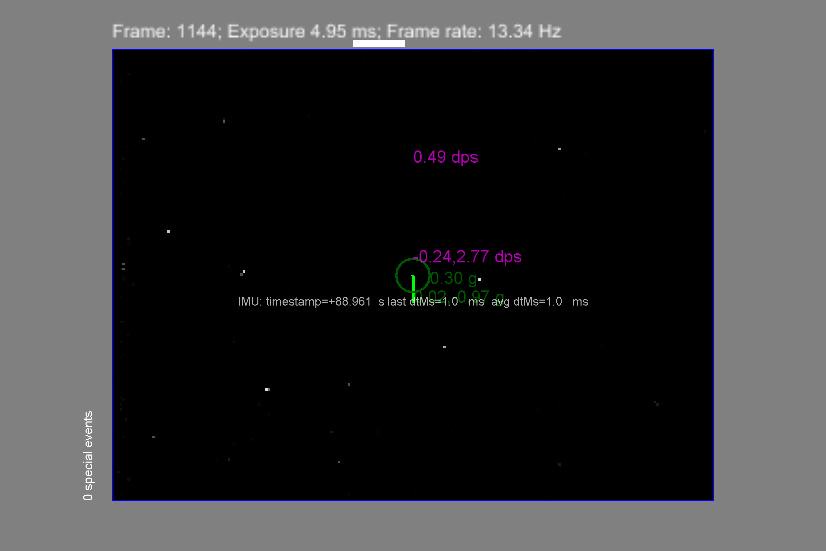 Frame: 1144; Exposure 4.95 ms; Frame rate: 13.34 Hz
0.49 dps
-0.24,2.77 dps
0.30 g
0.97 g
IMU: timestamp=+88.961 s last dtMs=1.0 ms avg dtMs=1.0 ms
0 special events